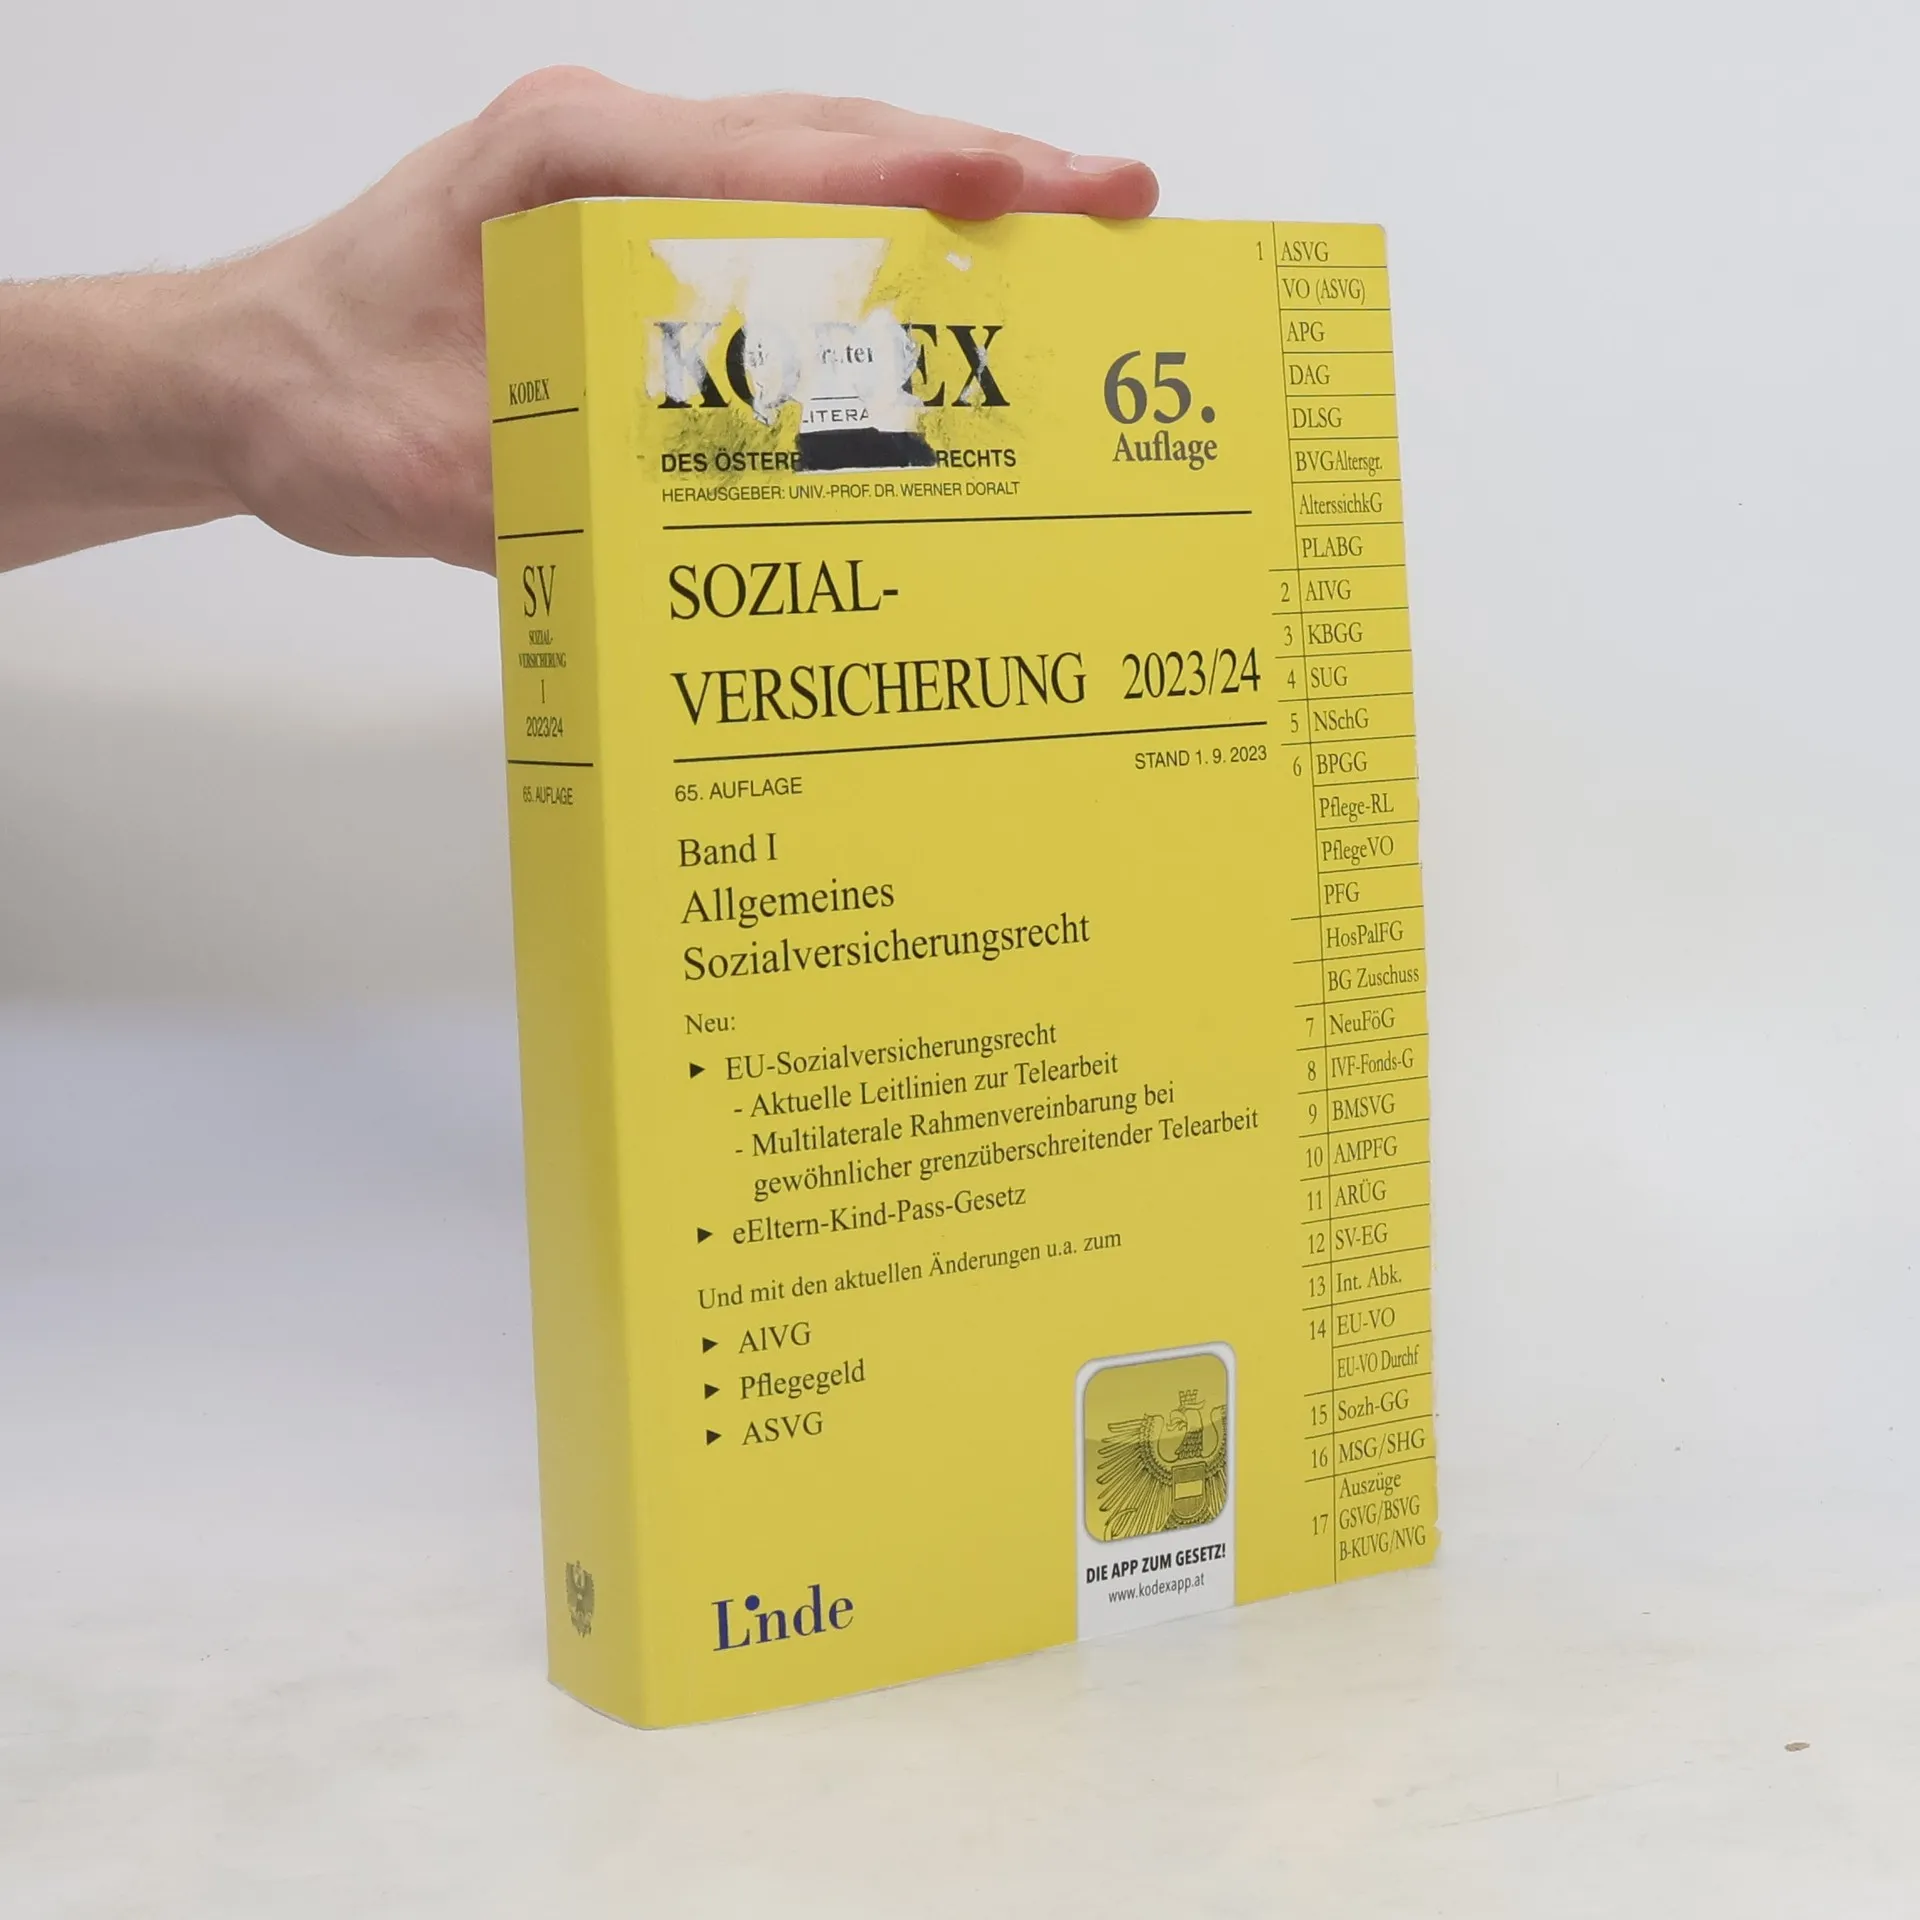 KODEX
SV
SOZIAL-
VERSICHERUNG
I
2023/24
65. AUFLAGE
KODEX
LITERA
DES ÖSTERR
RECHTS
HERAUSGEBER: UNIV.-PROF. DR. WERNER DORALT
65.
Auflage
SOZIAL-
VERSICHERUNG 2023/24
STAND 1. 9. 2023
65. AUFLAGE
Band I
Allgemeines
Sozialversicherungsrecht
Neu:
► EU-Sozialversicherungsrecht
- Aktuelle Leitlinien zur Telearbeit
- Multilaterale Rahmenvereinbarung bei
gewöhnlicher grenzüberschreitender Telearbeit
► eEltern-Kind-Pass-Gesetz
Und mit den aktuellen Änderungen u.a. zum
► AlVG
► Pflegegeld
► ASVG
Linde
DIE APP ZUM GESETZ!
www.kodexapp.at
1 ASVG
VO (ASVG)
APG
DAG
DLSG
BVGAltersgr.
AlterssichkG
PLABG
2 AlVG
3 KBGG
4 SUG
5 NSchG
6 BPGG
Pflege-RL
PflegeVO
PFG
HosPalFG
BG Zuschuss
7 NeuFöG
8 IVF-Fonds-G
9 BMSVG
10 AMPFG
11 ARÜG
12 SV-EG
13 Int. Abk.
14 EU-VO
EU-VO Durchf
15 Sozh-GG
16 MSG/SHG
17 Auszüge
GSVG/BSVG
B-KUVG/NVG